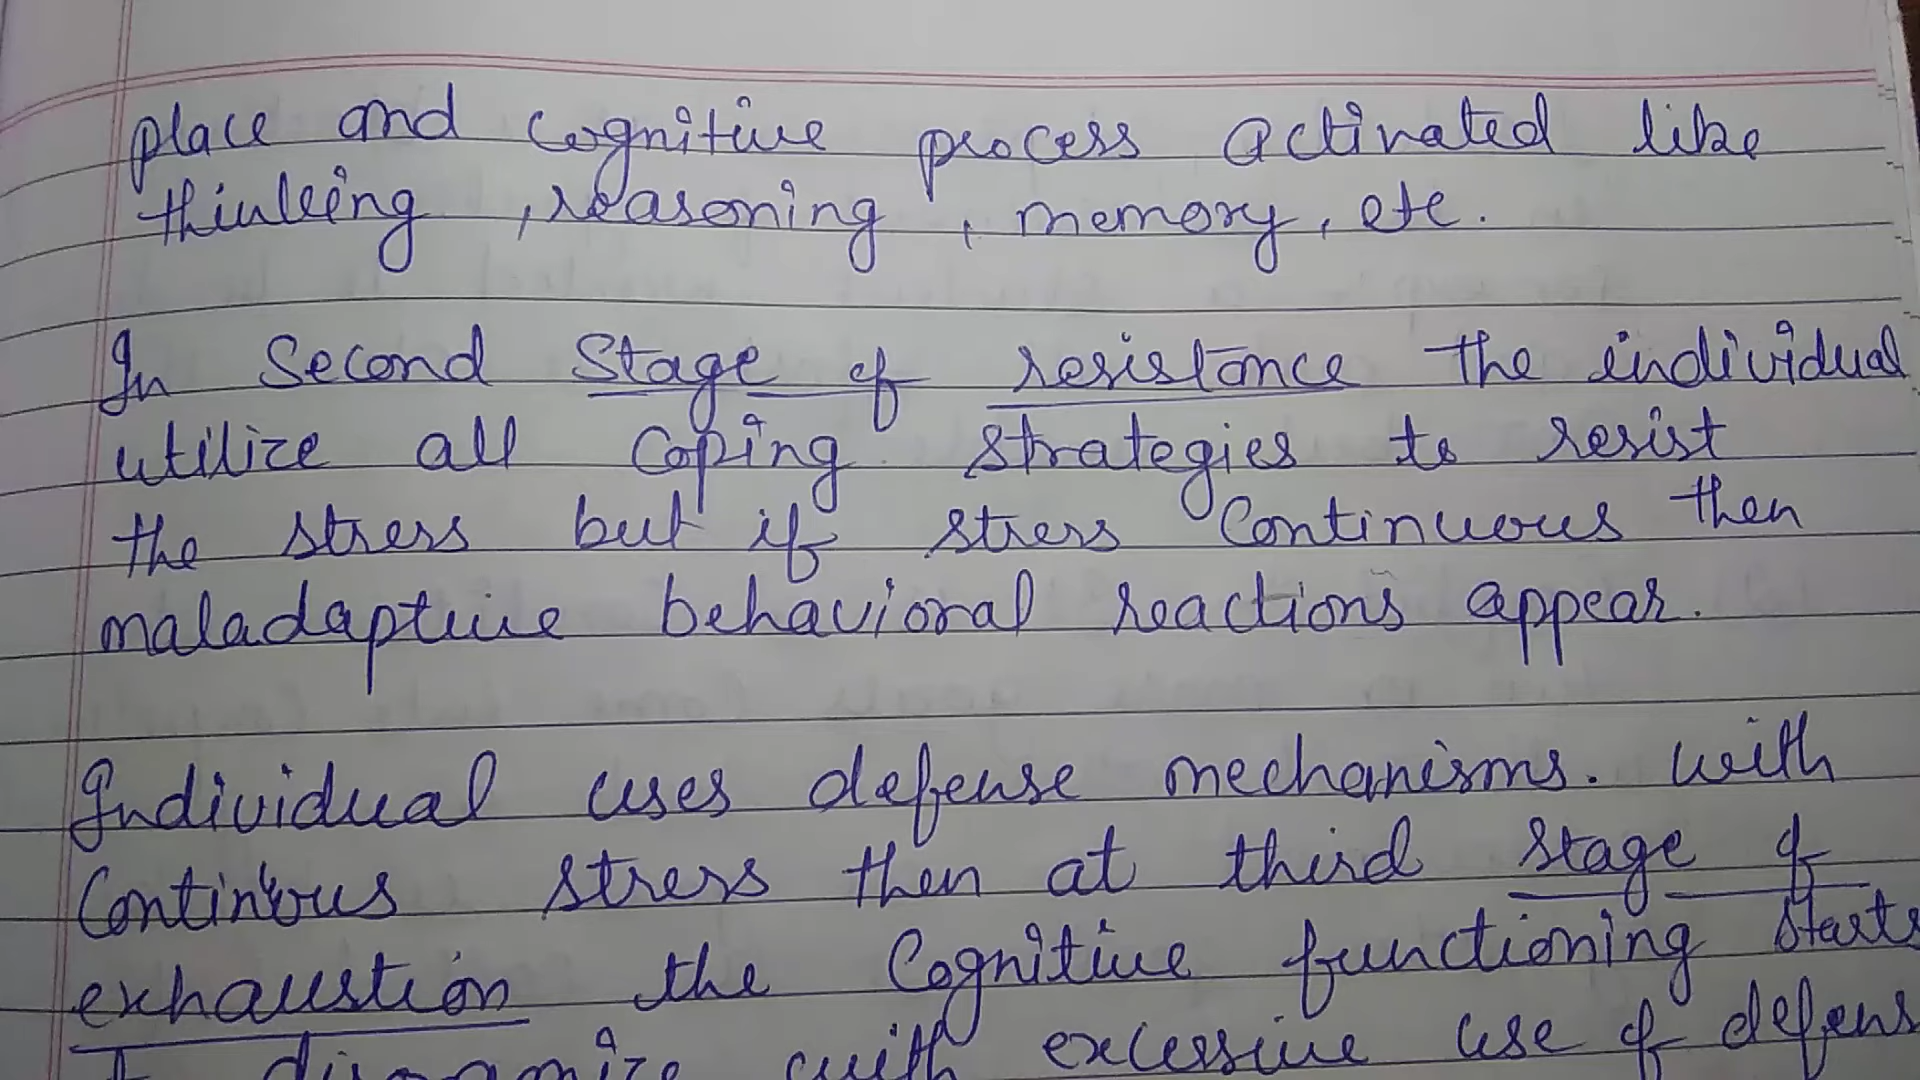 place and cognitive process activated like
thinking, reasoning, memory, etc.
In Second Stage of resistance the individual
utilize all coping strategies to resist
the stress but if stress Continuous then
maladaptive behavioral reactions appear.
Individual uses defense mechanisms. with
Continous stress then at third stage of
exhaustion the Cognitive functioning starts
with excessive use of defens